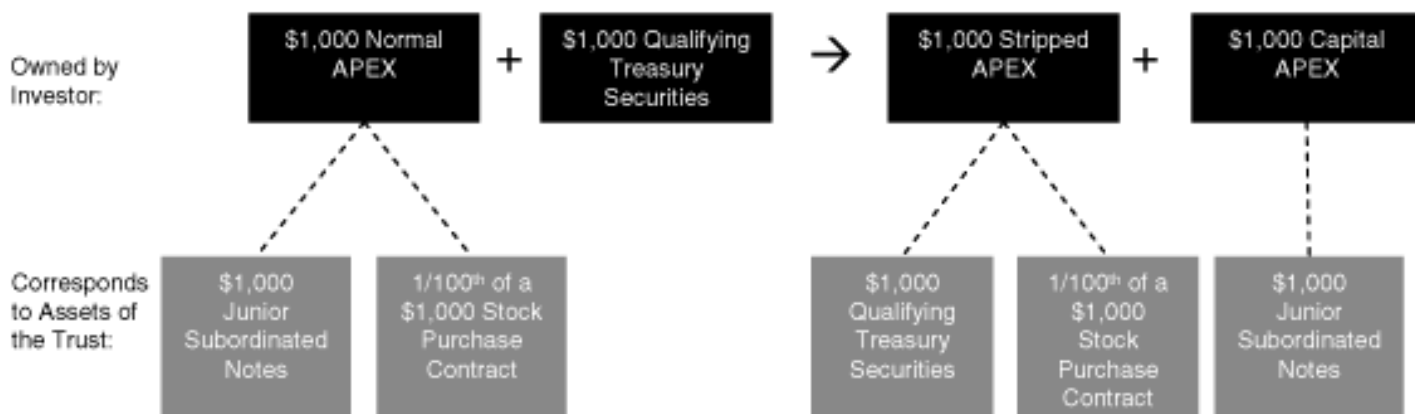 Owned by
Investor:
$1,000 Normal
APEX
+
$1,000 Qualifying
Treasury
Securities
→
$1,000 Stripped
APEX
+
$1,000 Capital
APEX
Corresponds
to Assets of
the Trust:
$1,000
Junior
Subordinated
Notes
1/100th of a
$1,000 Stock
Purchase
Contract
$1,000
Qualifying
Treasury
Securities
1/100th of a
$1,000
Stock
Purchase
Contract
$1,000
Junior
Subordinated
Notes